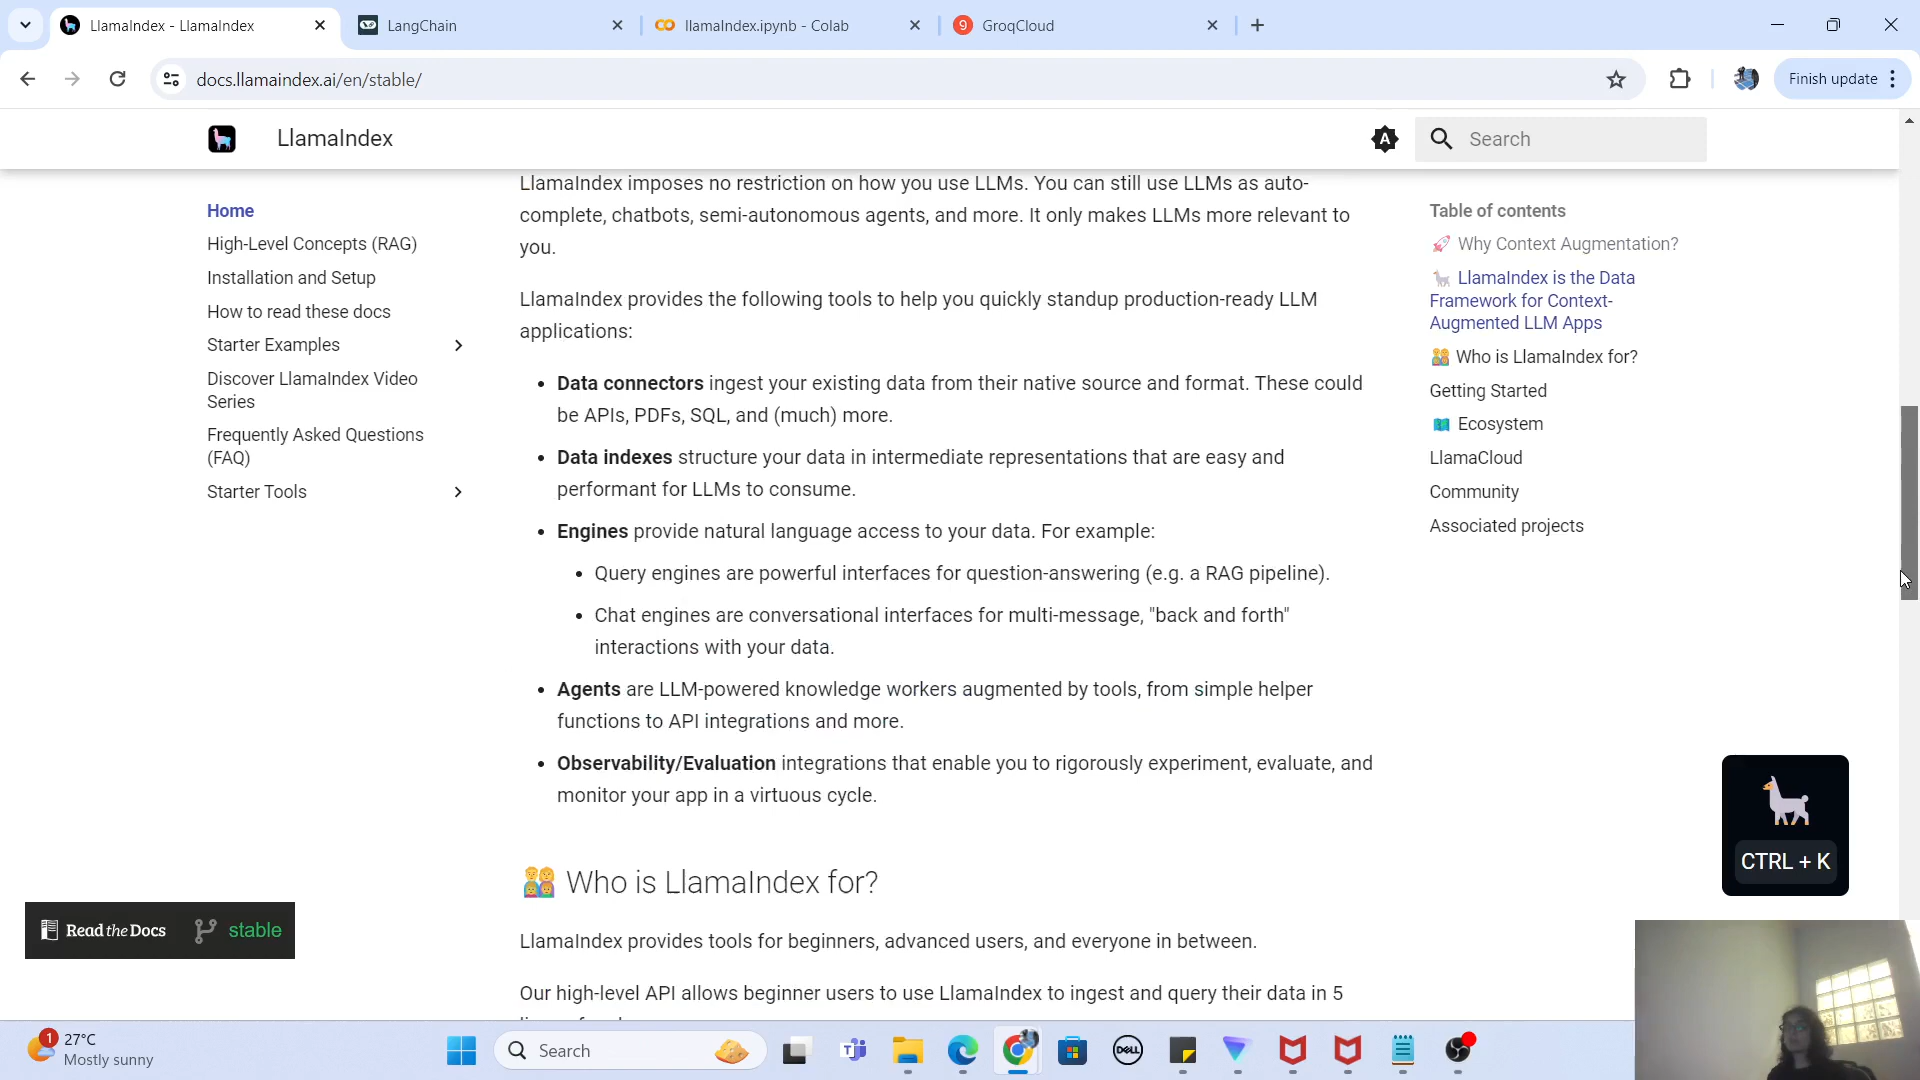 LlamaIndex - LlamaIndex
LangChain
llamaIndex.ipynb - Colab
9
GroqCloud
docs.llamaindex.ai/en/stable/
Finish update
LlamaIndex
A
Search
Home
High-Level Concepts (RAG)
Installation and Setup
How to read these docs
Starter Examples
Discover LlamaIndex Video
Series
Frequently Asked Questions
(FAQ)
Starter Tools
LlamaIndex imposes no restriction on how you use LLMs. You can still use LLMs as auto-
complete, chatbots, semi-autonomous agents, and more. It only makes LLMs more relevant to
you.
LlamaIndex provides the following tools to help you quickly standup production-ready LLM
applications:
Data connectors ingest your existing data from their native source and format. These could
be APIs, PDFs, SQL, and (much) more.
Data indexes structure your data in intermediate representations that are easy and
performant for LLMs to consume.
Engines provide natural language access to your data. For example:
Query engines are powerful interfaces for question-answering (e.g. a RAG pipeline).
Chat engines are conversational interfaces for multi-message, "back and forth"
interactions with your data.
Agents are LLM-powered knowledge workers augmented by tools, from simple helper
functions to API integrations and more.
Observability/Evaluation integrations that enable you to rigorously experiment, evaluate, and
monitor your app in a virtuous cycle.
Who is LlamaIndex for?
LlamaIndex provides tools for beginners, advanced users, and everyone in between.
Our high-level API allows beginner users to use LlamaIndex to ingest and query their data in 5
Table of contents
Why Context Augmentation?
LlamaIndex is the Data
Framework for Context-
Augmented LLM Apps
Who is LlamaIndex for?
Getting Started
Ecosystem
LlamaCloud
Community
Associated projects
CTRL + K
Read the Docs
stable
1
27°C
Mostly sunny
Search
DELL